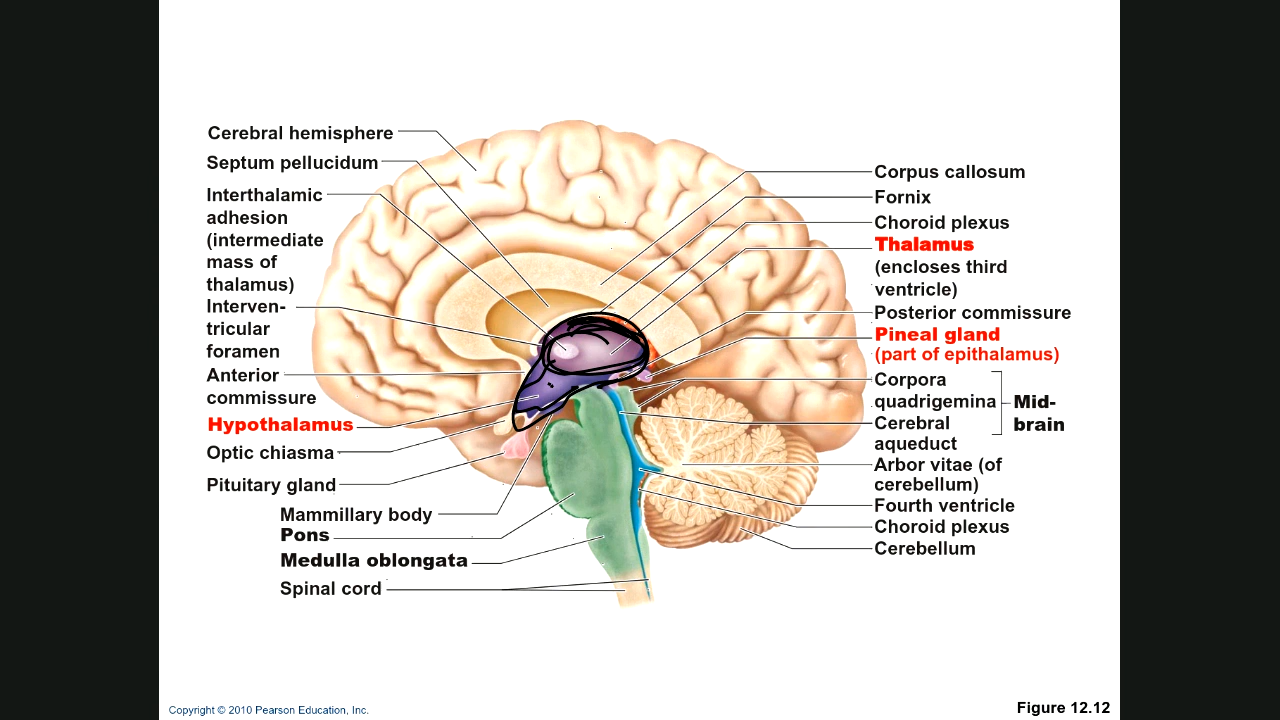 Cerebral hemisphere
Septum pellucidum
Interthalamic
adhesion
(intermediate
mass of
thalamus)
Interven-
tricular
foramen
Anterior
commissure
Hypothalamus
Optic chiasma
Pituitary gland
Mammillary body
Pons
Medulla oblongata
Spinal cord
Corpus callosum
Fornix
Choroid plexus
Thalamus
(encloses third
ventricle)
Posterior commissure
Pineal gland
(part of epithalamus)
Corpora
quadrigemina
Cerebral
aqueduct
Mid-
brain
Arbor vitae (of
cerebellum)
Fourth ventricle
Choroid plexus
Cerebellum
Copyright © 2010 Pearson Education, Inc.
Figure 12.12